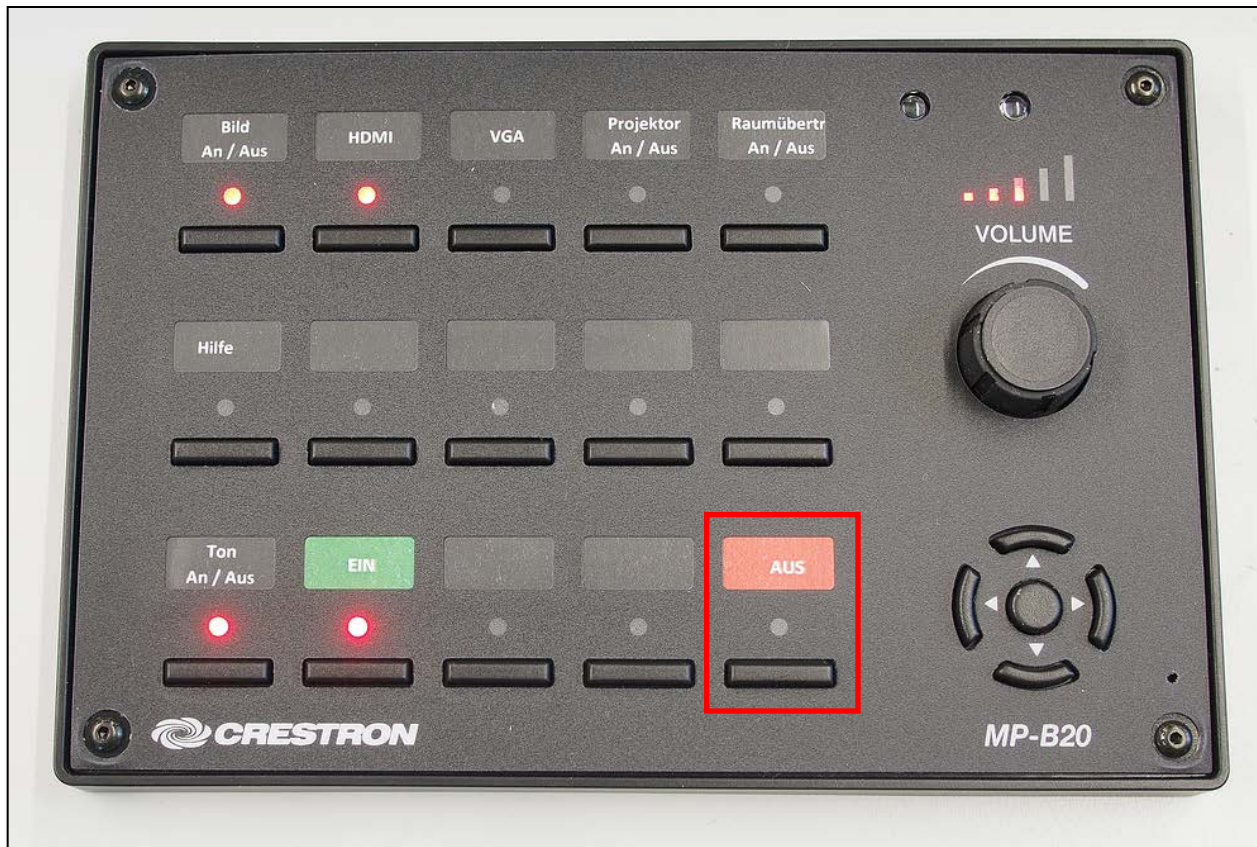 Bild
An / Aus
HDMI
VGA
Projektor
An / Aus
Raumübertr
An / Aus
VOLUME
Hilfe
Ton
An / Aus
EIN
AUS
CRESTRON
MP-B20